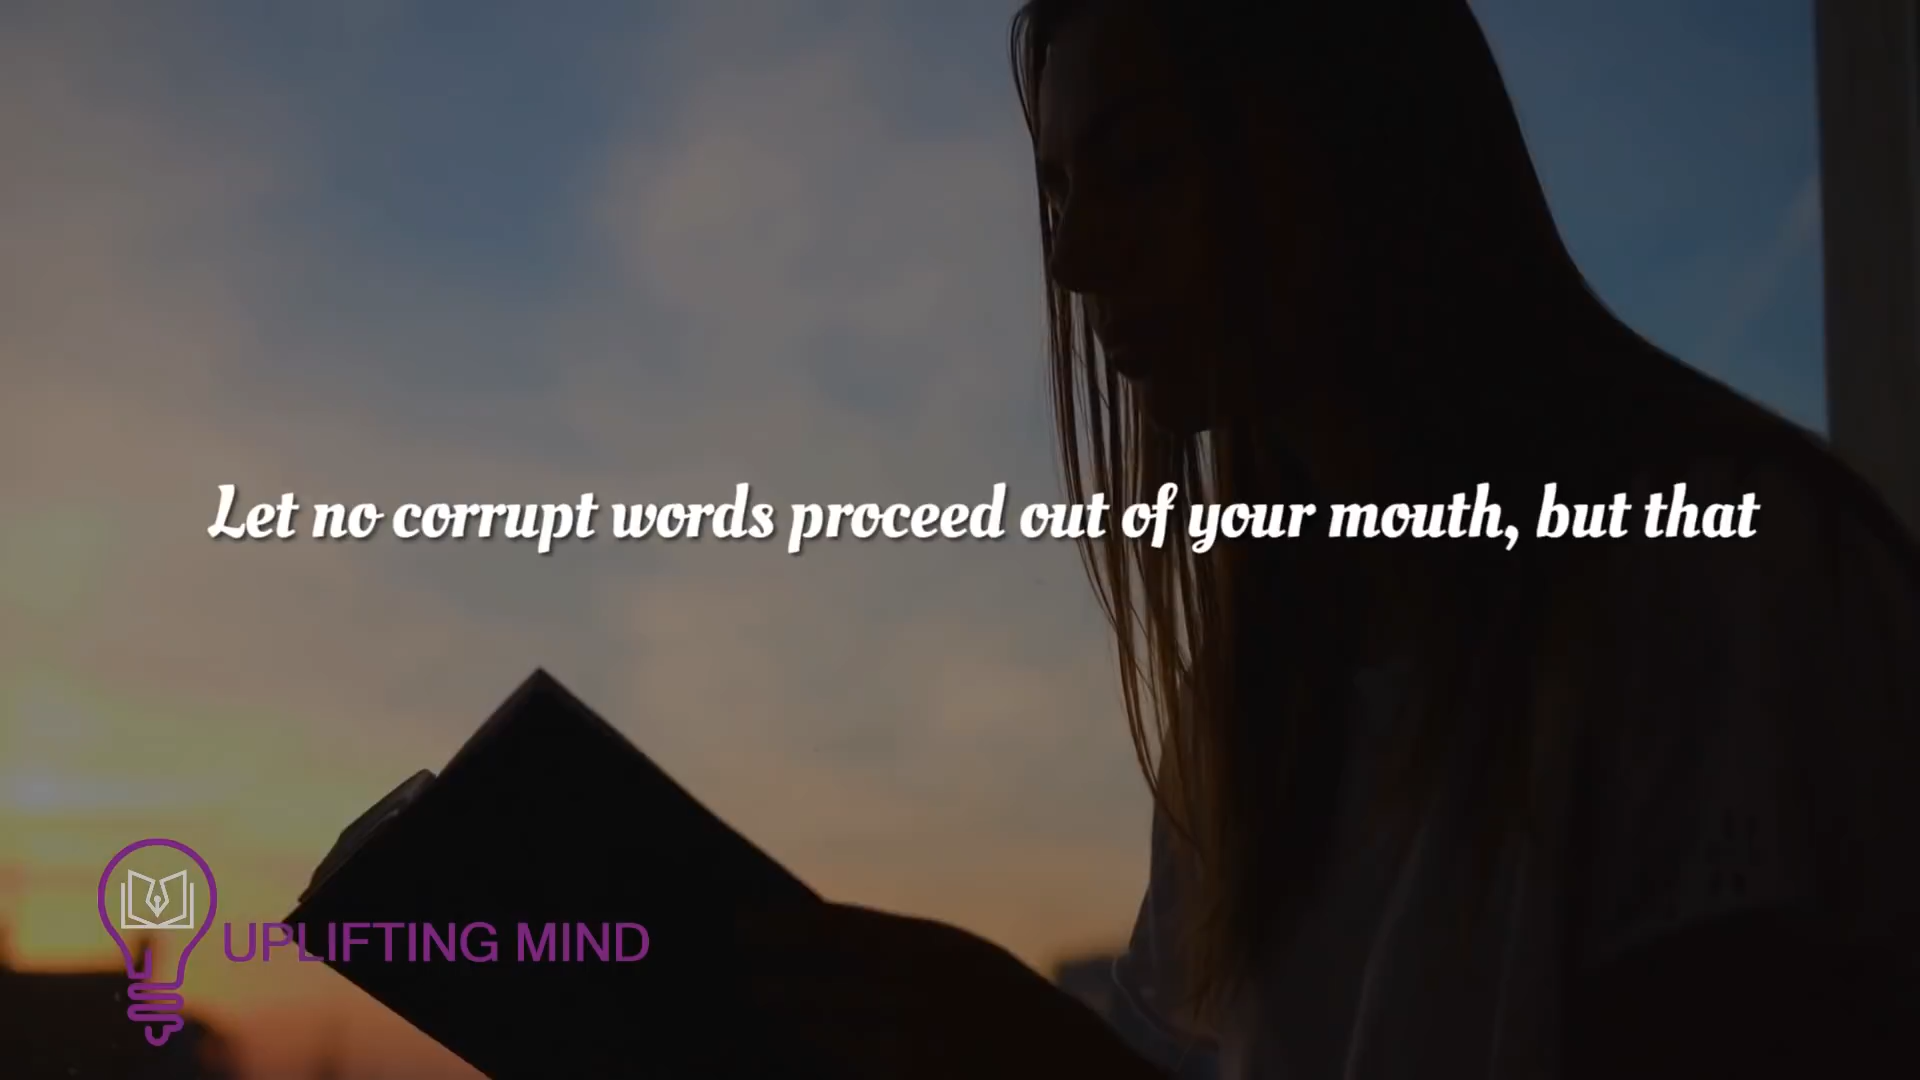 Let no corrupt words proceed out of your mouth, but that
UPLIFTING MIND